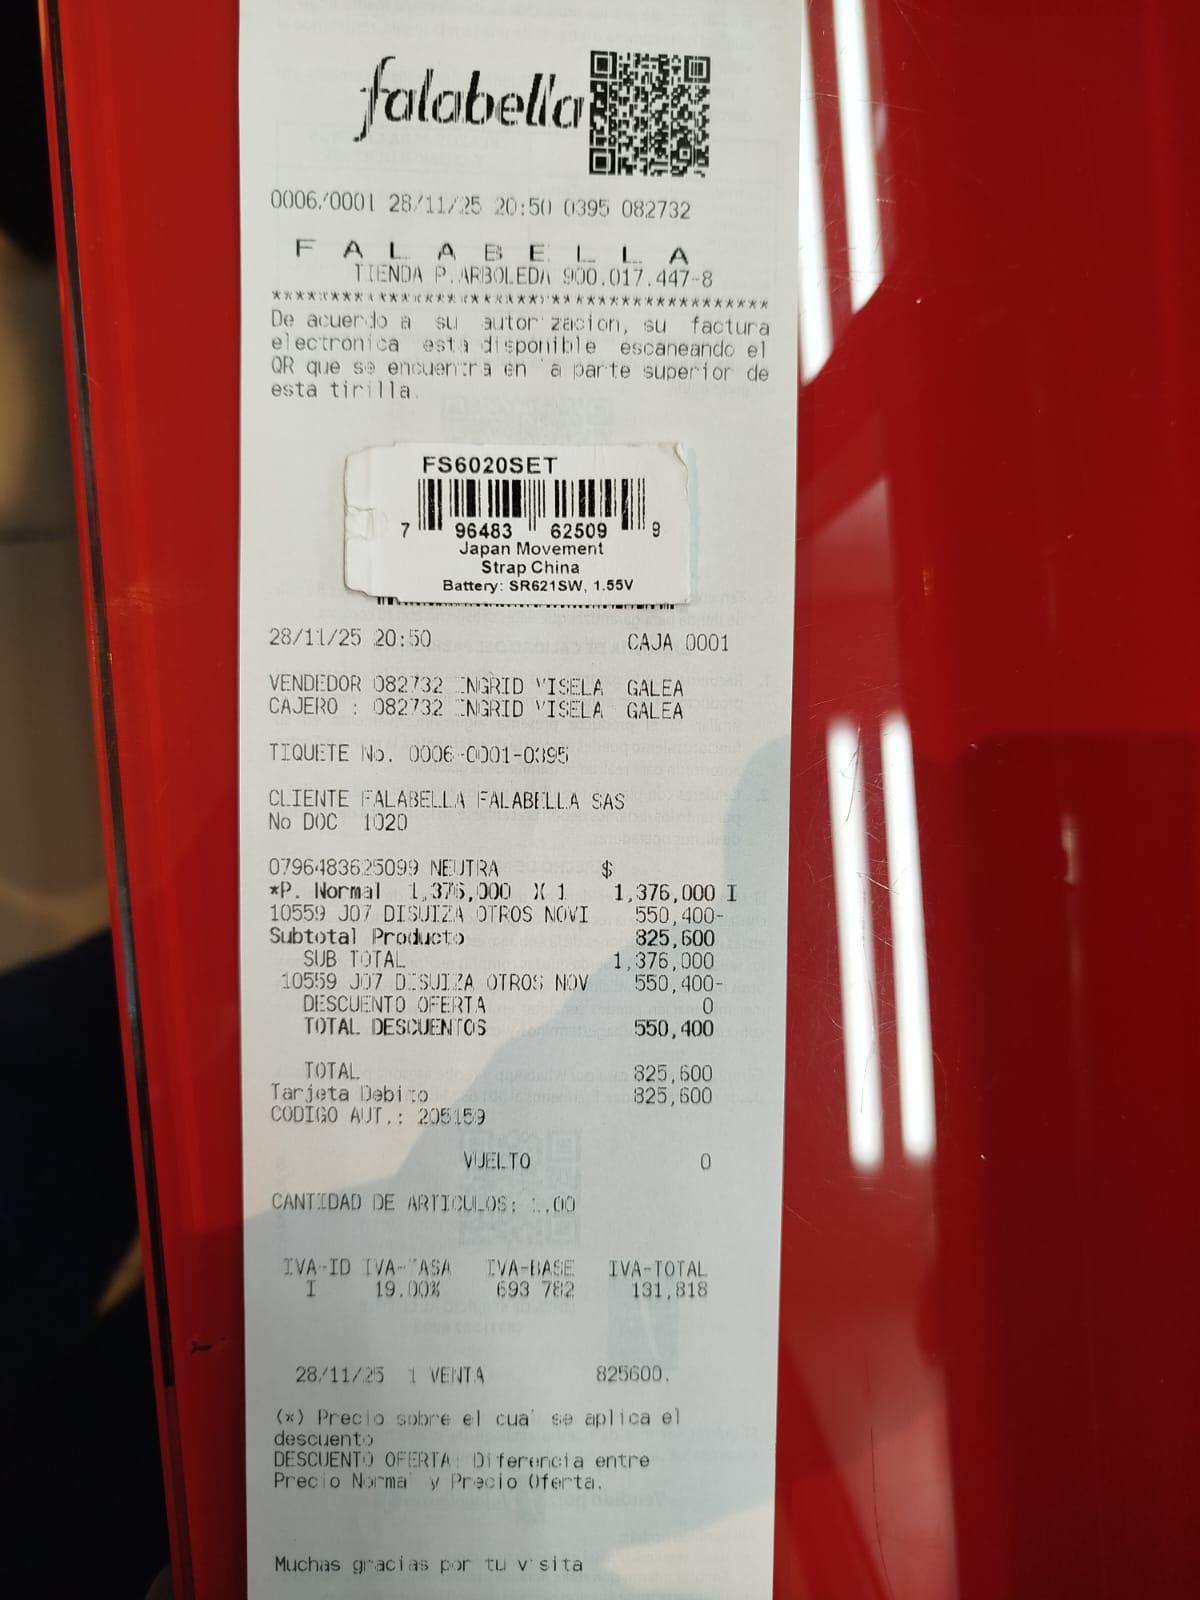 falabella
0006/0001 28/11/25 20:50 0395 082732
F A L A B E L L A
TIENDA P.ARBOLEDA 900.017.447-8
*******************************************************
De acuerdo a su autorizacion, su factura
electronica esta disponible escaneando el
QR que se encuentra en la parte superior de
esta tirilla.
FS6020SET
7 96483 62509 9
Japan Movement
Strap China
Battery: SR621SW, 1.55V
28/11/25 20:50 CAJA 0001
VENDEDOR 082732 INGRID VISELA GALEA
CAJERO : 082732 INGRID VISELA GALEA
TIQUETE No. 0006-0001-0395
CLIENTE FALABELLA FALABELLA SAS
No DOC 1020
0796483625099 NEUTRA $
*P. Normal 1,376,000 X 1 1,376,000 I
10559 J07 DISUIZA OTROS NOVI 550,400-
Subtotal Producto 825,600
SUB TOTAL 1,376,000
10559 J07 DISUIZA OTROS NOV 550,400-
DESCUENTO OFERTA 0
TOTAL DESCUENTOS 550,400
TOTAL 825,600
Tarjeta Debito 825,600
CODIGO AUT.: 205159
VUELTO 0
CANTIDAD DE ARTICULOS: 1.00
IVA-ID IVA-TASA IVA-BASE IVA-TOTAL
I 19.00% 693 782 131,818
28/11/25 1 VENTA 825600.
(*) Precio sobre el cual se aplica el
descuento
DESCUENTO OFERTA: Diferencia entre
Precio Normal y Precio Oferta.
Muchas gracias por tu visita